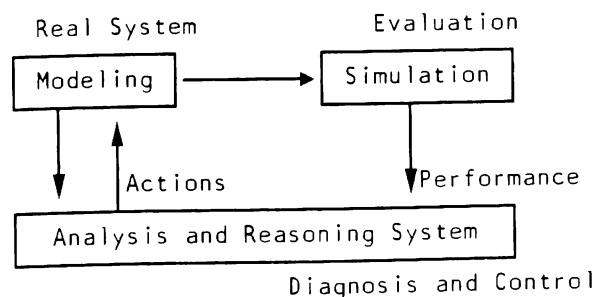 Real System
Evaluation
Modeling
Simulation
Actions
Performance
Analysis and Reasoning System
Diagnosis and Control